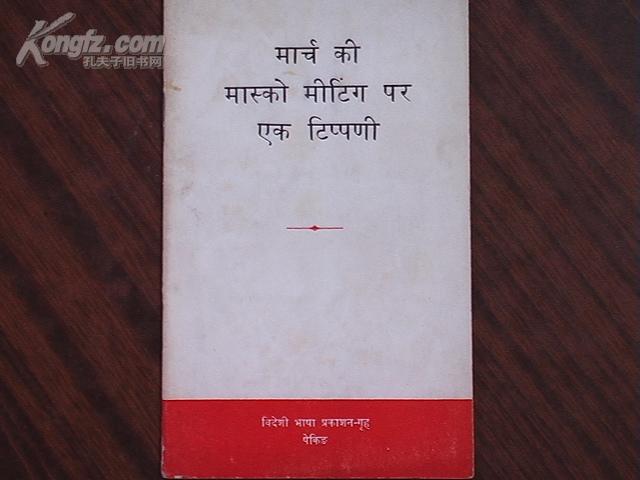 Kongfz.com
孔夫子旧书网
मार्च की
मास्को मीटिंग पर
एक टिप्पणी
विदेशी भाषा प्रकाशन-गृह
पेकिङ